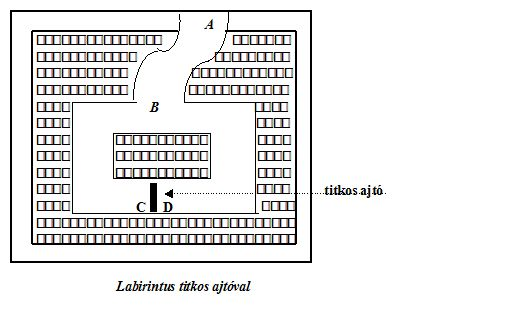 A
B
titkos ajtó
C D
Labirintus titkos ajtóval